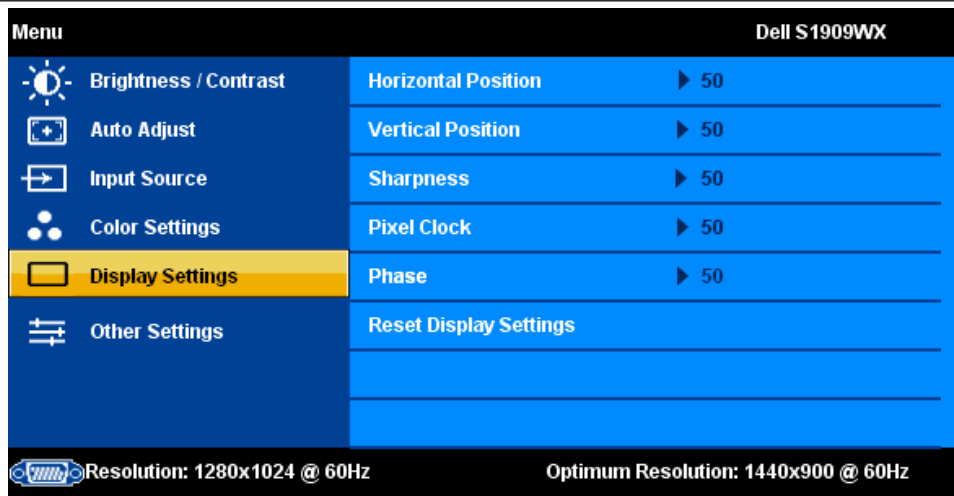 Menu
Dell S1909WX
Brightness / Contrast
Auto Adjust
Input Source
Color Settings
Display Settings
Other Settings
Horizontal Position 50
Vertical Position 50
Sharpness 50
Pixel Clock 50
Phase 50
Reset Display Settings
Resolution: 1280x1024 @ 60Hz
Optimum Resolution: 1440x900 @ 60Hz